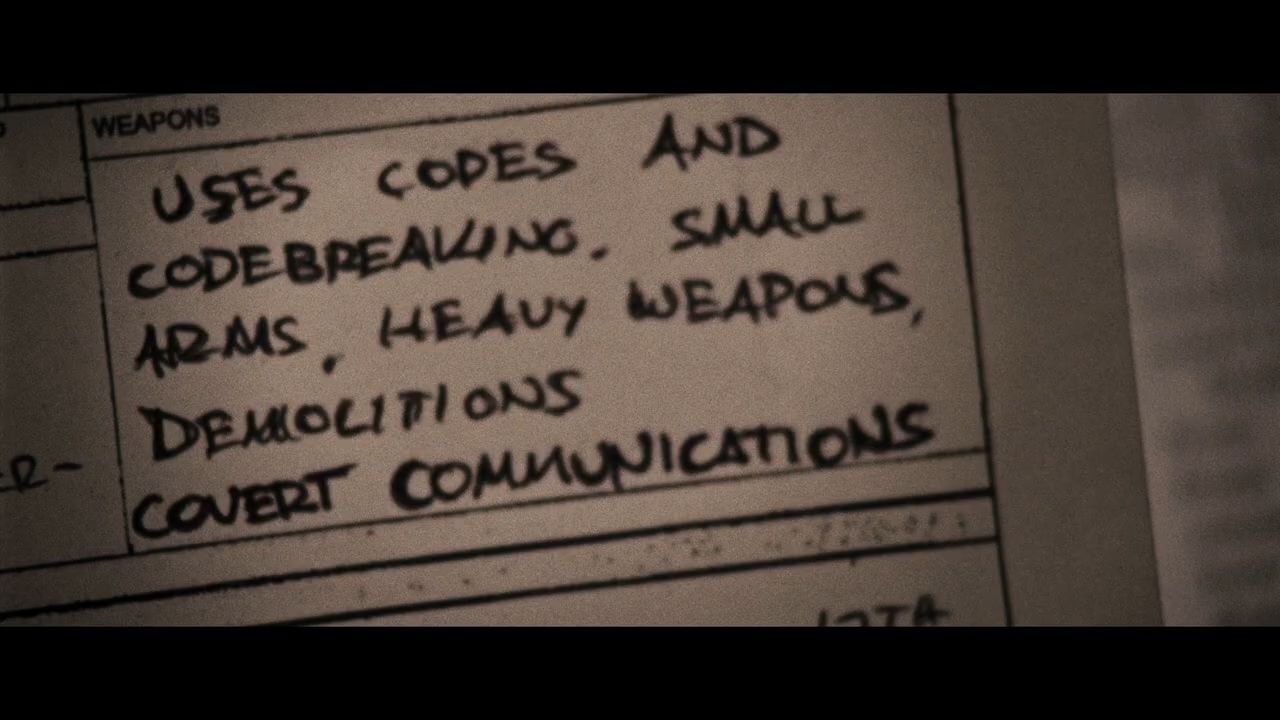 WEAPONS
USES CODES AND
CODEBREAKING. SMALL
ARMS, HEAVY WEAPONS,
DEMOLITIONS
COVERT COMMUNICATIONS